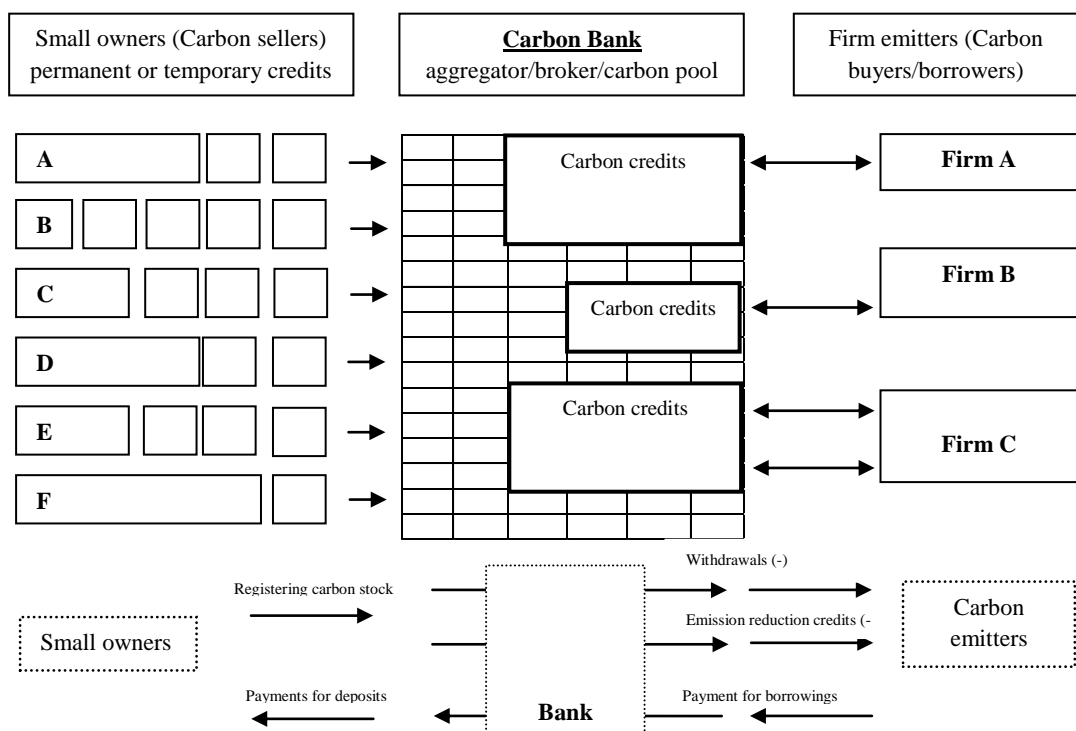 Small owners (Carbon sellers)
permanent or temporary credits
Carbon Bank
aggregator/broker/carbon pool
Firm emitters (Carbon
buyers/borrowers)
A
Carbon credits
Firm A
B
C
Carbon credits
Firm B
D
E
Carbon credits
Firm C
F
Withdrawals (-)
Registering carbon stock
Small owners
Emission reduction credits (-
Carbon
emitters
Payments for deposits
Bank
Payment for borrowings